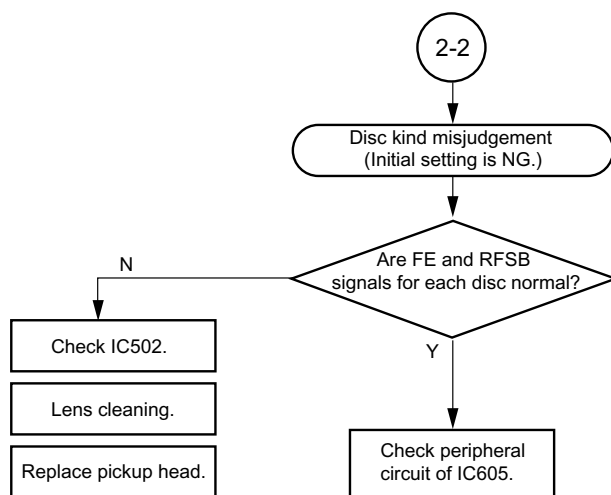 2-2
Disc kind misjudgement
(Initial setting is NG.)
Are FE and RFSB
signals for each disc normal?
N
Y
Check IC502.
Lens cleaning.
Replace pickup head.
Check peripheral
circuit of IC605.